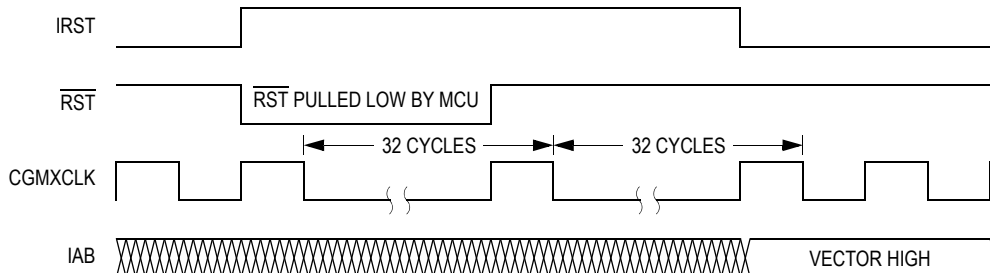 IRST
RST
RST PULLED LOW BY MCU
32 CYCLES
32 CYCLES
CGMXCLK
IAB
VECTOR HIGH